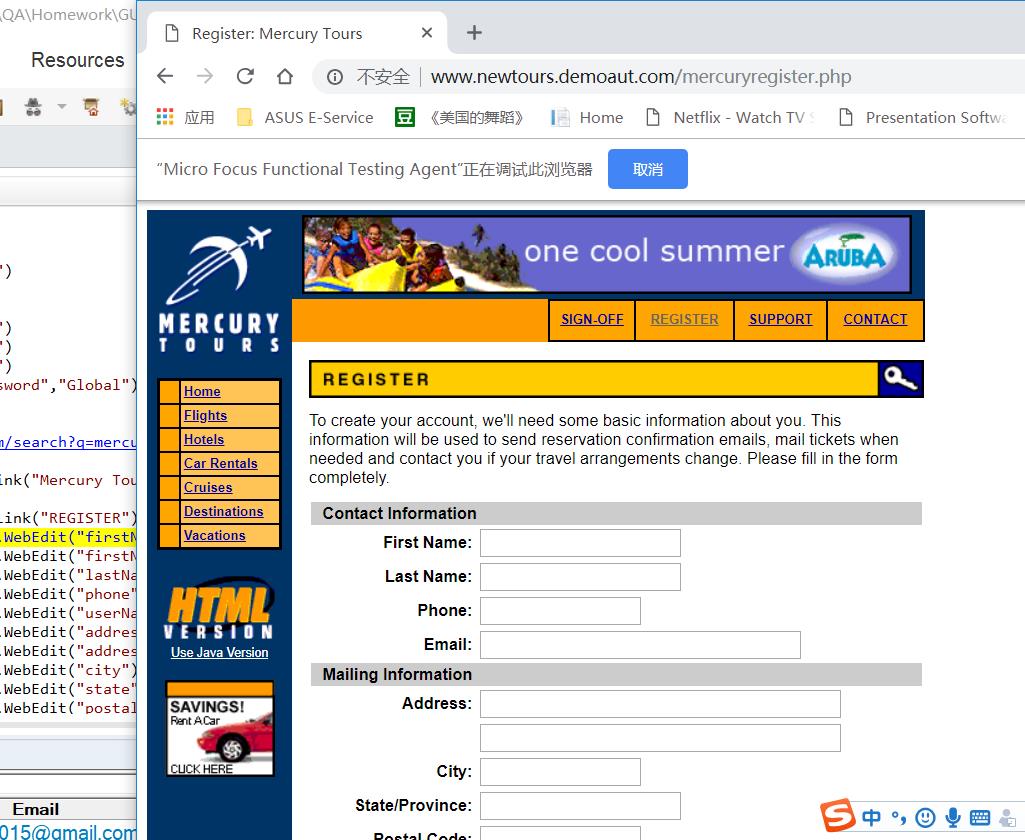 \QA\Homework\GU
Resources
Register: Mercury Tours
不安全 www.newtours.demoaut.com/mercuryregister.php
应用 ASUS E-Service 豆 《美国的舞蹈》 Home Netflix - Watch TV Presentation Softw
"Micro Focus Functional Testing Agent"正在调试此浏览器 取消
one cool summer ARUBA
MERCURY
TOURS
SIGN-OFF REGISTER SUPPORT CONTACT
REGISTER
Home
Flights
Hotels
Car Rentals
Cruises
Destinations
Vacations
To create your account, we'll need some basic information about you. This
information will be used to send reservation confirmation emails, mail tickets when
needed and contact you if your travel arrangements change. Please fill in the form
completely.
Contact Information
First Name:
Last Name:
Phone:
Email:
Mailing Information
Address:
City:
State/Province:
Postal Code:
HTML
VERSION
Use Java Version
SAVINGS!
Rent A Car
CLICK HERE
")
")
")
")
sword","Global")
m/search?q=mercu
ink("Mercury Tou
ink("REGISTER")
.WebEdit("firstN
.WebEdit("firstN
.WebEdit("lastNa
.WebEdit("phone"
.WebEdit("userNa
.WebEdit("addres
.WebEdit("addres
.WebEdit("city")
.WebEdit("state"
.WebEdit("postal
Email
015@gmail.com
S 中